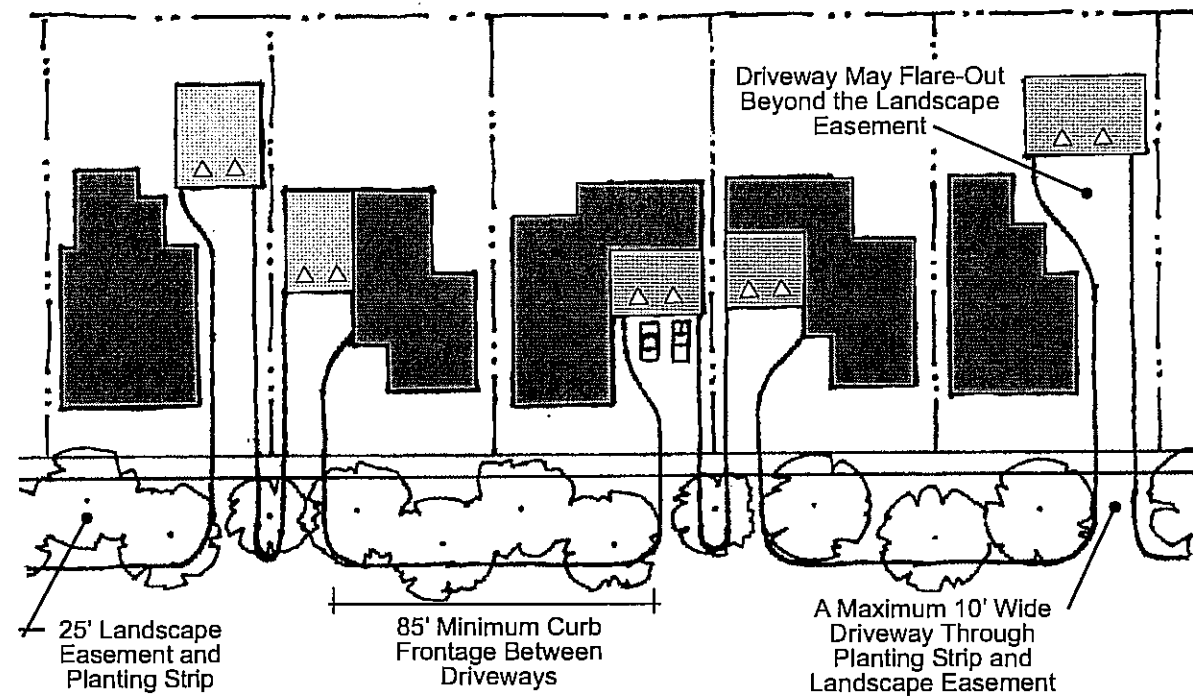 Driveway May Flare-Out
Beyond the Landscape
Easement
25' Landscape
Easement and
Planting Strip
85' Minimum Curb
Frontage Between
Driveways
A Maximum 10' Wide
Driveway Through
Planting Strip and
Landscape Easement